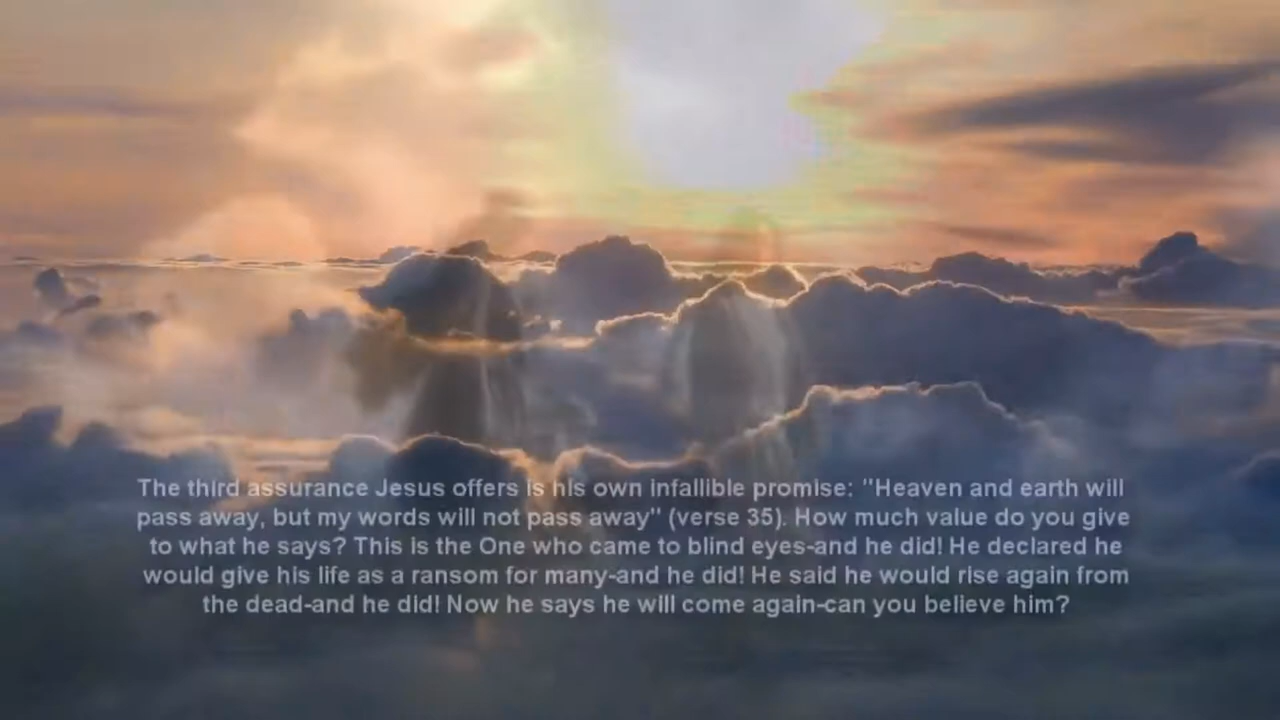 The third assurance Jesus offers is his own infallible promise: "Heaven and earth will
pass away, but my words will not pass away" (verse 35). How much value do you give
to what he says? This is the One who came to blind eyes-and he did! He declared he
would give his life as a ransom for many-and he did! He said he would rise again from
the dead-and he did! Now he says he will come again-can you believe him?